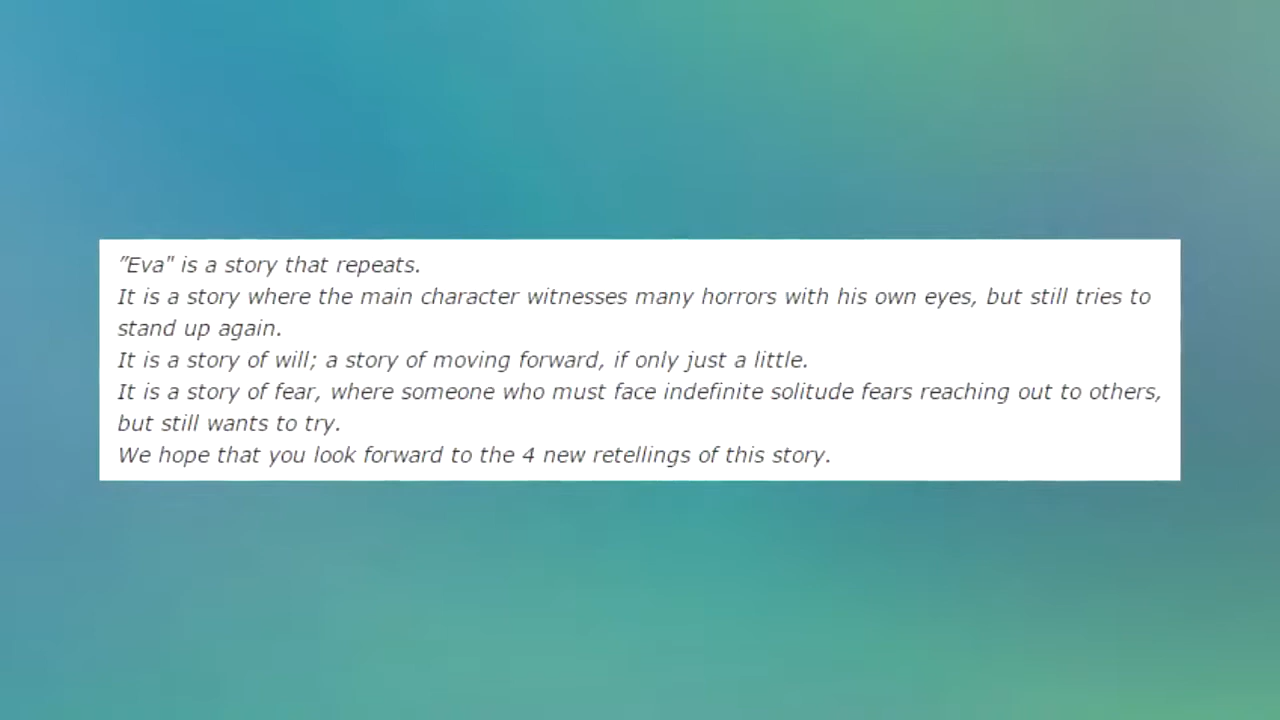 "Eva" is a story that repeats.
It is a story where the main character witnesses many horrors with his own eyes, but still tries to
stand up again.
It is a story of will; a story of moving forward, if only just a little.
It is a story of fear, where someone who must face indefinite solitude fears reaching out to others,
but still wants to try.
We hope that you look forward to the 4 new retellings of this story.